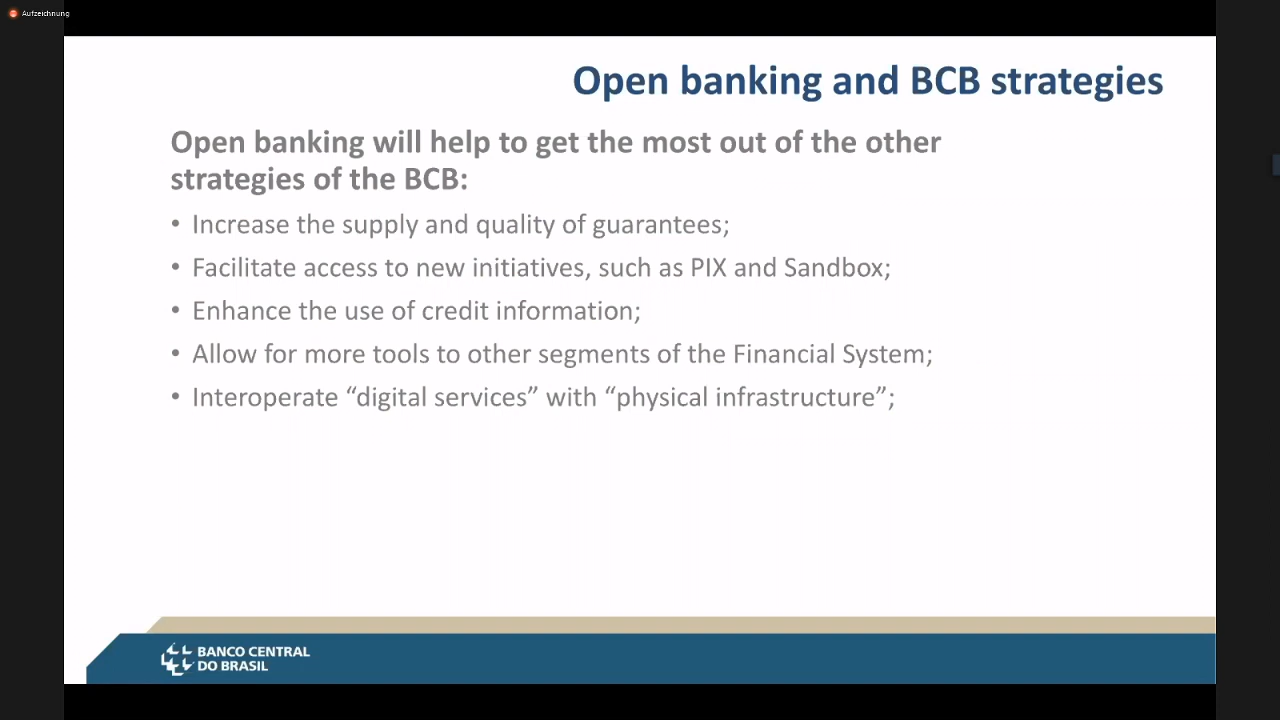 Aufzeichnung
Open banking and BCB strategies
Open banking will help to get the most out of the other
strategies of the BCB:
• Increase the supply and quality of guarantees;
• Facilitate access to new initiatives, such as PIX and Sandbox;
• Enhance the use of credit information;
• Allow for more tools to other segments of the Financial System;
• Interoperate “digital services” with “physical infrastructure”;
BANCO CENTRAL
DO BRASIL